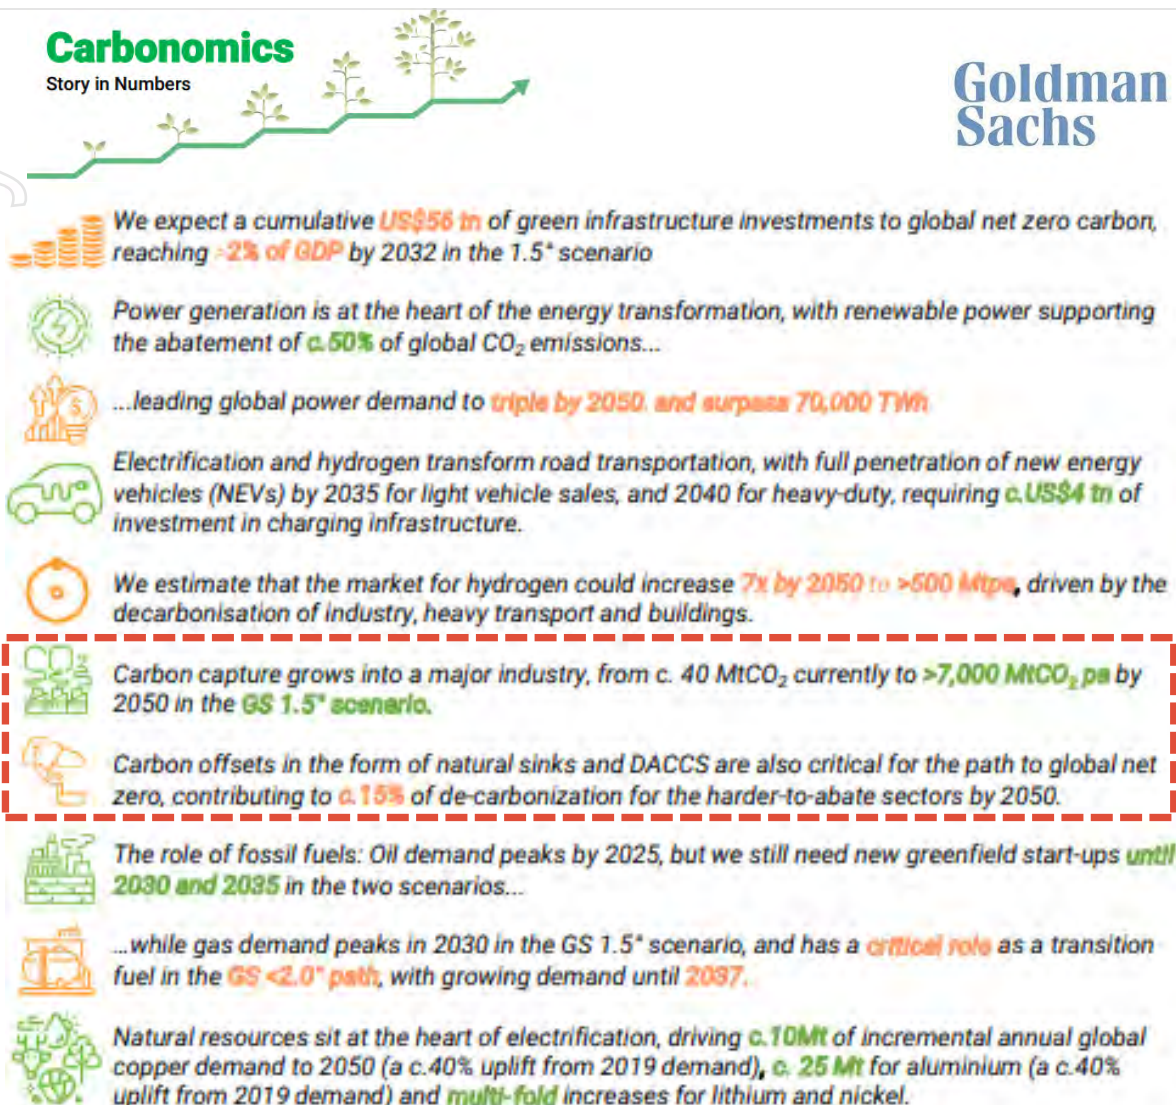 Carbonomics
Story in Numbers
Goldman
Sachs
We expect a cumulative US$56 tn of green infrastructure investments to global net zero carbon,
reaching >2% of GDP by 2032 in the 1.5° scenario
Power generation is at the heart of the energy transformation, with renewable power supporting
the abatement of c.50% of global CO₂ emissions...
...leading global power demand to triple by 2050. and surpass 70,000 TWh
Electrification and hydrogen transform road transportation, with full penetration of new energy
vehicles (NEVs) by 2035 for light vehicle sales, and 2040 for heavy-duty, requiring c.US$4 tn of
investment in charging infrastructure.
We estimate that the market for hydrogen could increase 7x by 2050 to >500 Mtpa, driven by the
decarbonisation of industry, heavy transport and buildings.
Carbon capture grows into a major industry, from c. 40 MtCO₂ currently to >7,000 MtCO₂ pa by
2050 in the GS 1.5° scenario.
Carbon offsets in the form of natural sinks and DACCS are also critical for the path to global net
zero, contributing to c.15% of de-carbonization for the harder-to-abate sectors by 2050.
The role of fossil fuels: Oil demand peaks by 2025, but we still need new greenfield start-ups until
2030 and 2035 in the two scenarios...
...while gas demand peaks in 2030 in the GS 1.5° scenario, and has a critical role as a transition
fuel in the GS <2.0° path, with growing demand until 2037.
Natural resources sit at the heart of electrification, driving c.10Mt of incremental annual global
copper demand to 2050 (a c.40% uplift from 2019 demand), c. 25 Mt for aluminium (a c.40%
uplift from 2019 demand) and multi-fold increases for lithium and nickel.